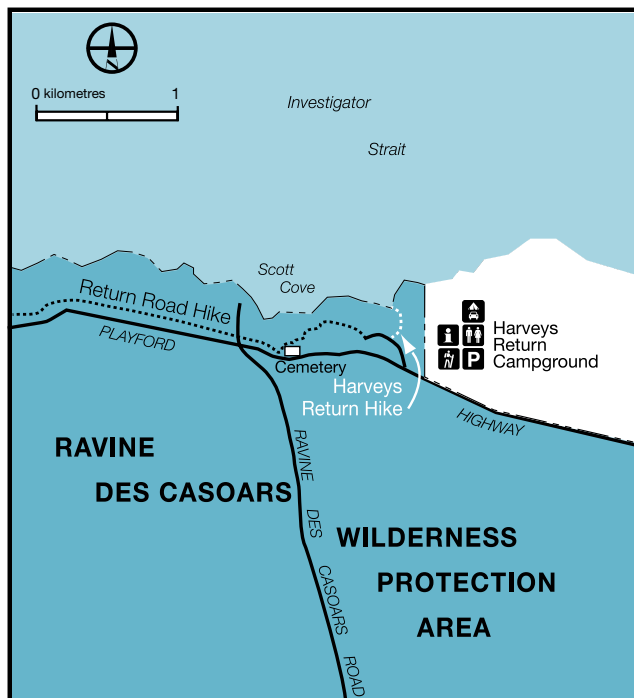 N
0 kilometres 1
Investigator
Strait
Scott
Cove
Return Road Hike
PLAYFORD
Cemetery
Harveys
Return Hike
i
P
Harveys
Return
Campground
HIGHWAY
RAVINE
DES CASOARS
RAVINE DES CASOARS ROAD
WILDERNESS
PROTECTION
AREA